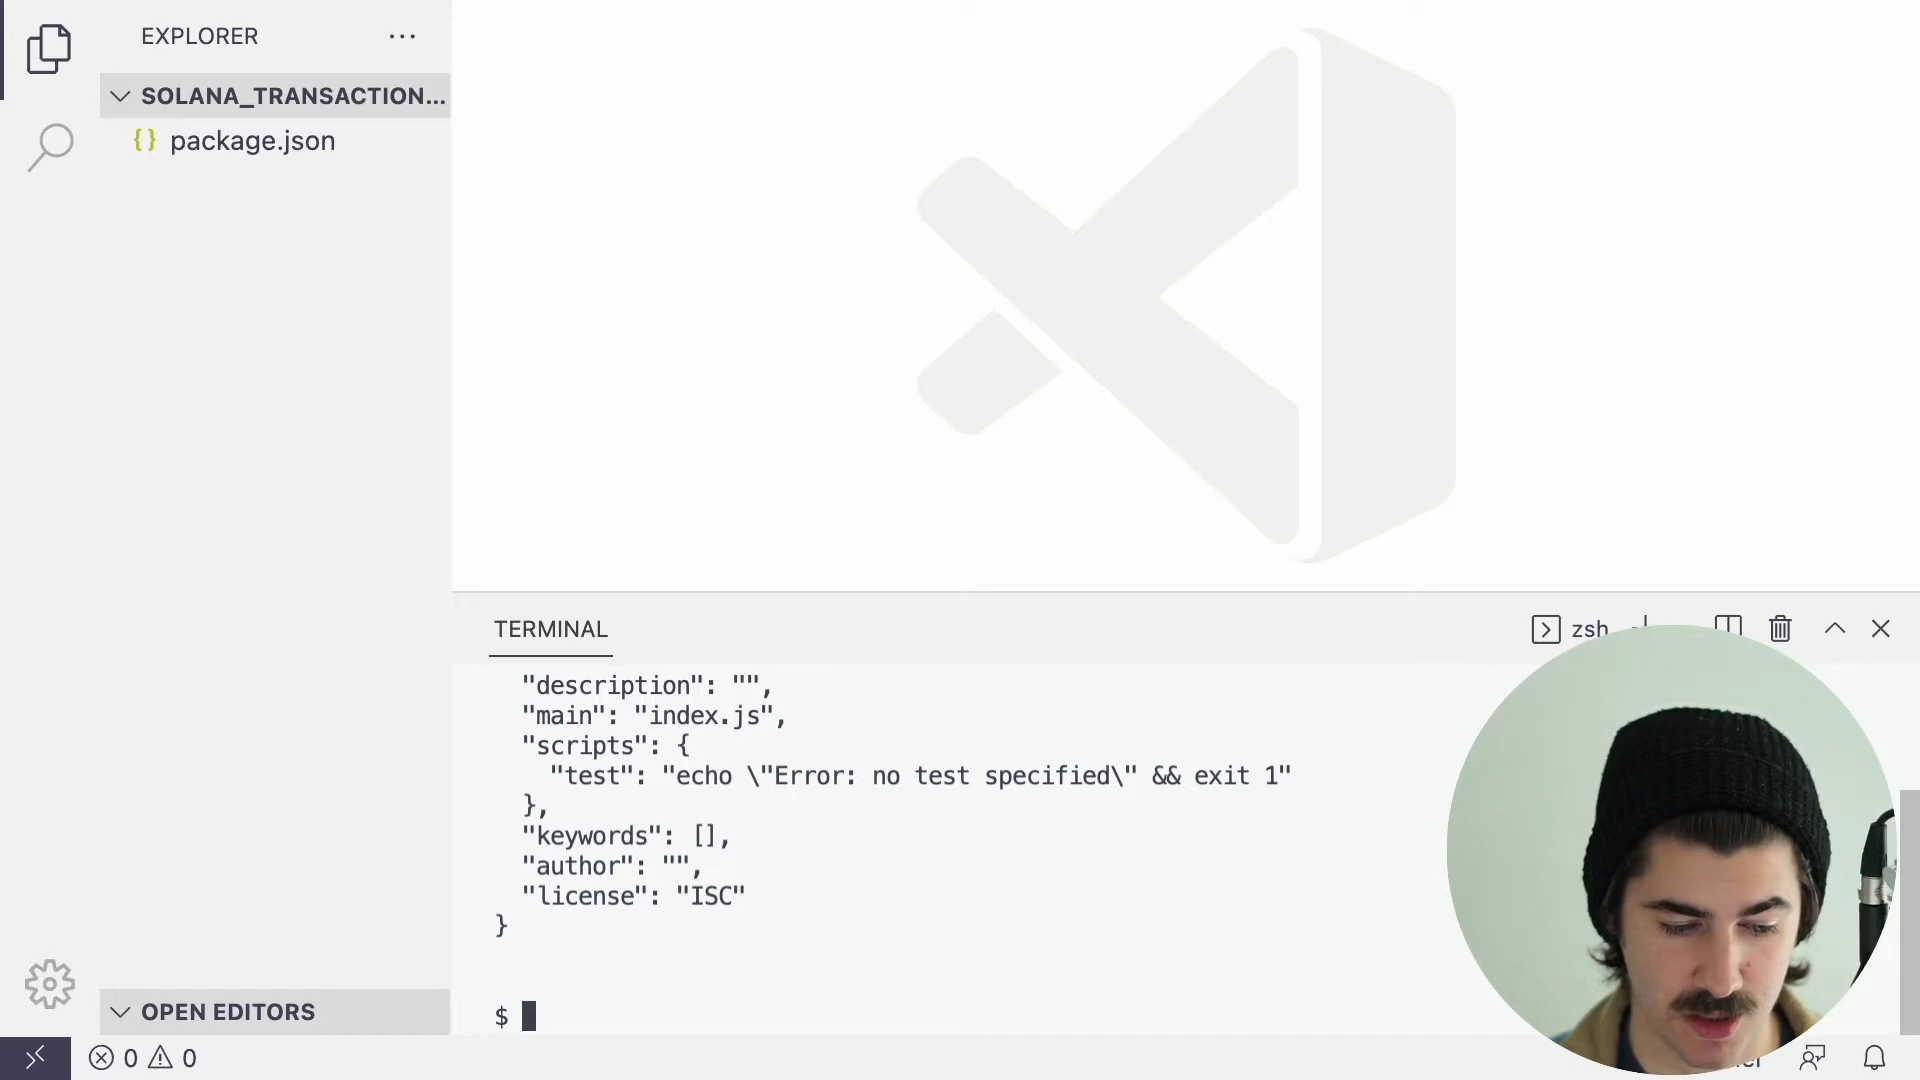 EXPLORER
SOLANA_TRANSACTION...
{} package.json
TERMINAL
zsh
"description": "",
"main": "index.js",
"scripts": {
"test": "echo \"Error: no test specified\" && exit 1"
},
"keywords": [],
"author": "",
"license": "ISC"
}
$
OPEN EDITORS
0 0